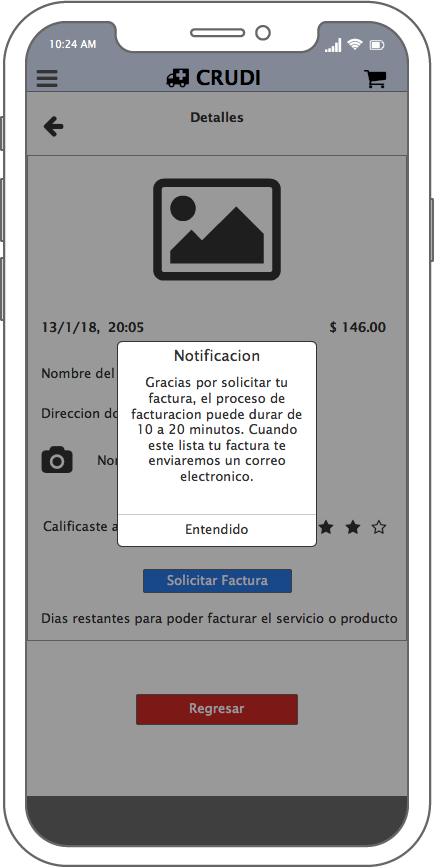 10:24 AM
CRUDI
Detalles
13/1/18, 20:05
$ 146.00
Notificacion
Nombre del
Gracias por solicitar tu
factura, el proceso de
facturacion puede durar de
10 a 20 minutos. Cuando
este lista tu factura te
enviaremos un correo
electronico.
Direccion
Calificaste
Entendido
Solicitar Factura
Dias restantes para poder facturar el servicio o producto
Regresar